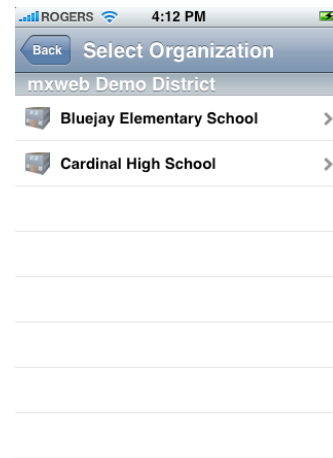 ROGERS 4:12 PM
Back Select Organization
mxweb Demo District
Bluejay Elementary School
Cardinal High School